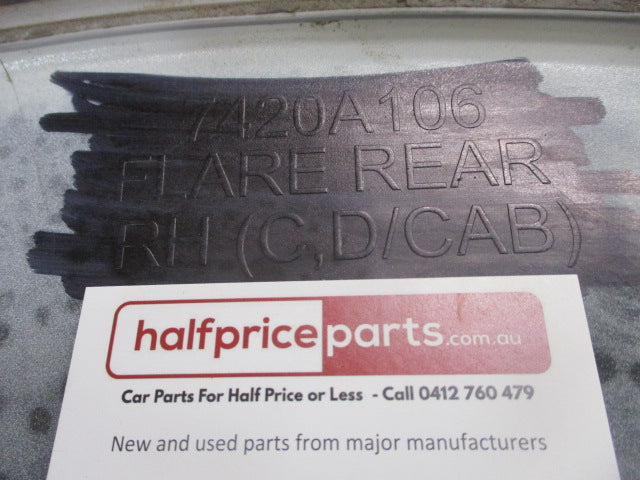 7420A106
FLARE REAR
RH (C,D/CAB)
halfpriceparts.com.au
Car Parts For Half Price or Less - Call 0412 760 479
New and used parts from major manufacturers